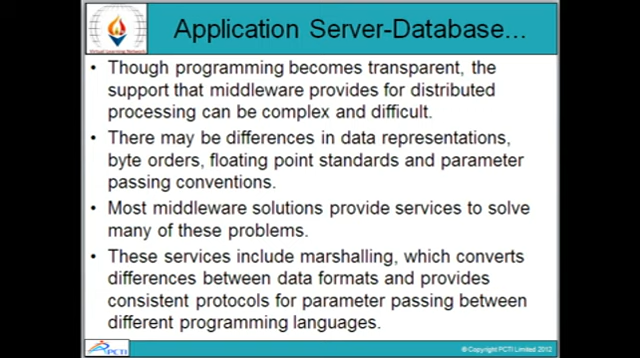 Application Server-Database...
Virtual Learning Network
• Though programming becomes transparent, the
support that middleware provides for distributed
processing can be complex and difficult.
• There may be differences in data representations,
byte orders, floating point standards and parameter
passing conventions.
• Most middleware solutions provide services to solve
many of these problems.
• These services include marshalling, which converts
differences between data formats and provides
consistent protocols for parameter passing between
different programming languages.
PCTI
© Copyright PCTI Limited 2012